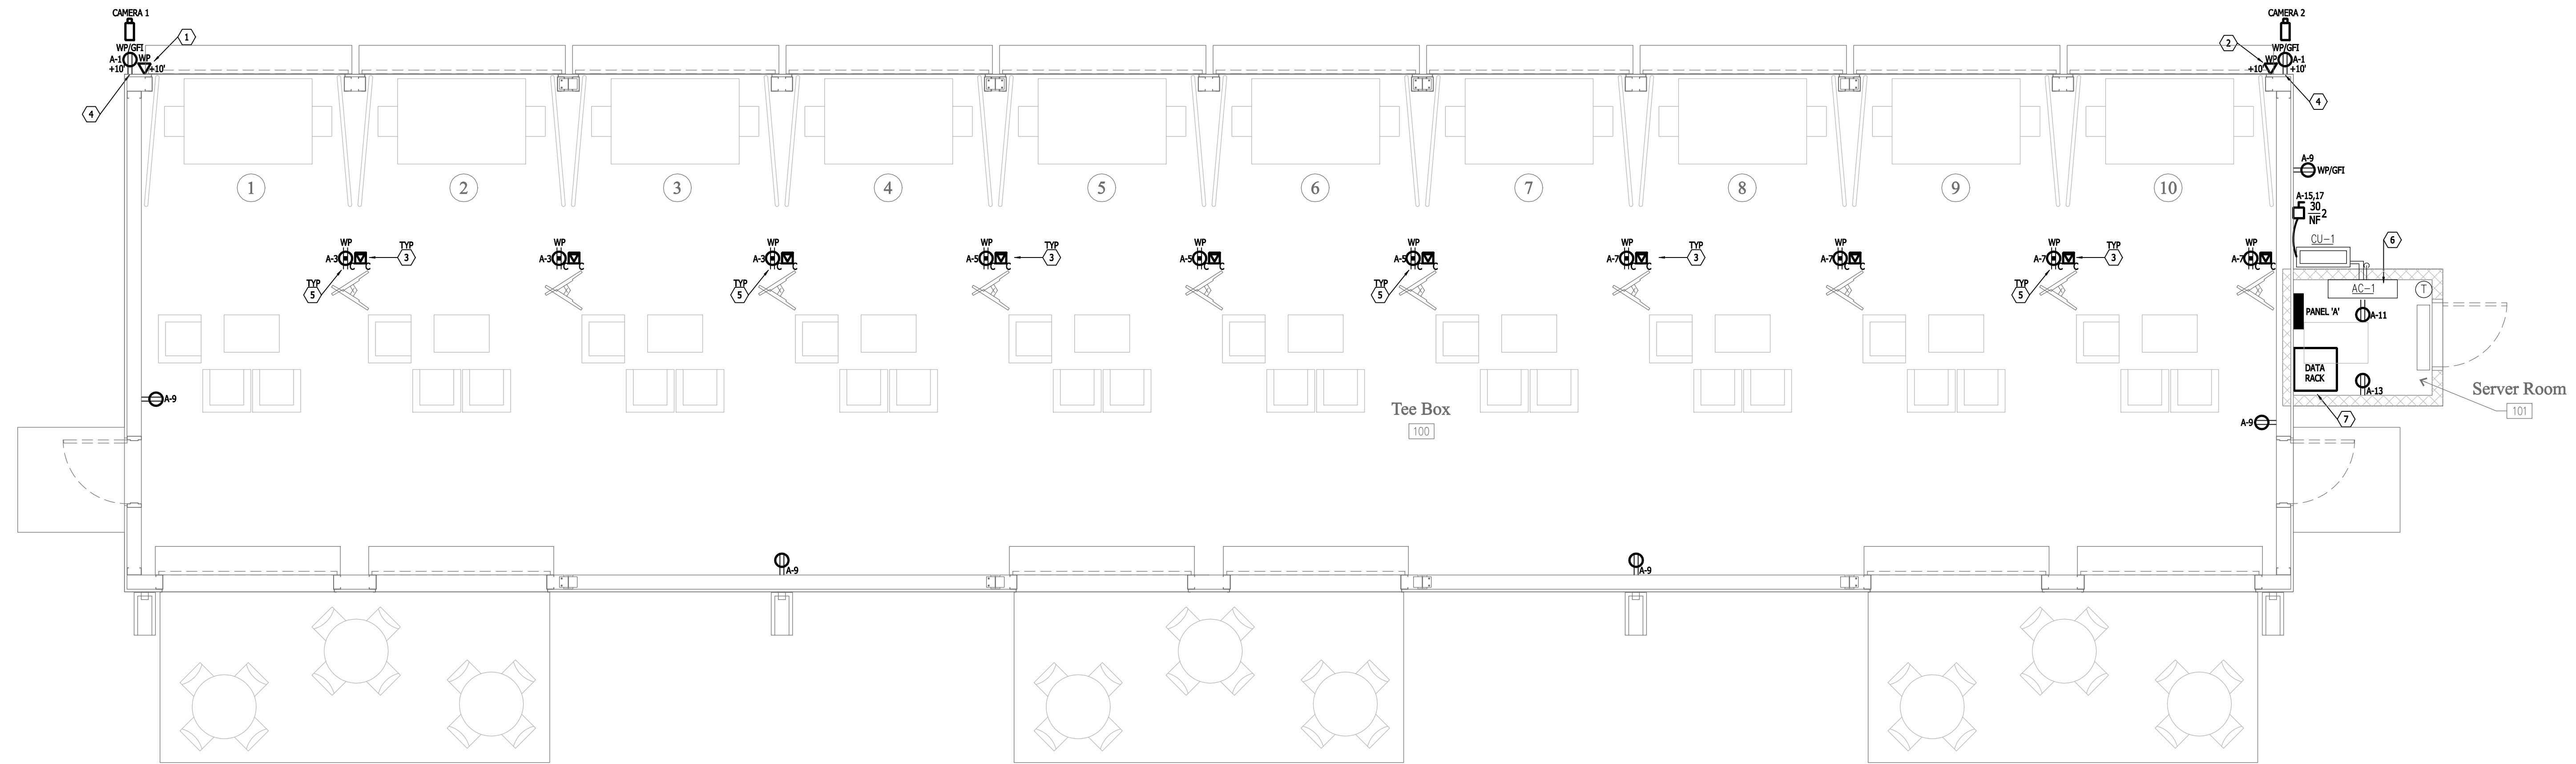 CAMERA 1
CAMERA 2
1
WP/GFI
WP
A-1
+10'
+10'
2
WP/GFI
WP
A-1
+10'
+10'
4
4
1
2
3
4
5
6
7
8
9
10
A-9
WP/GFI
A-15,17
30
NF
2
CU-1
6
WP
A-3
C
C
TYP
3
TYP
5
WP
A-3
C
C
WP
A-3
C
C
TYP
5
WP
A-5
C
C
TYP
3
WP
A-5
C
C
WP
A-5
C
C
TYP
5
WP
A-7
C
C
TYP
3
WP
A-7
C
C
WP
A-7
C
C
TYP
3
TYP
5
WP
A-7
C
C
AC-1
T
PANEL 'A'
A-11
DATA
RACK
A-13
Server Room
101
7
A-9
A-9
Tee Box
100
A-9
A-9